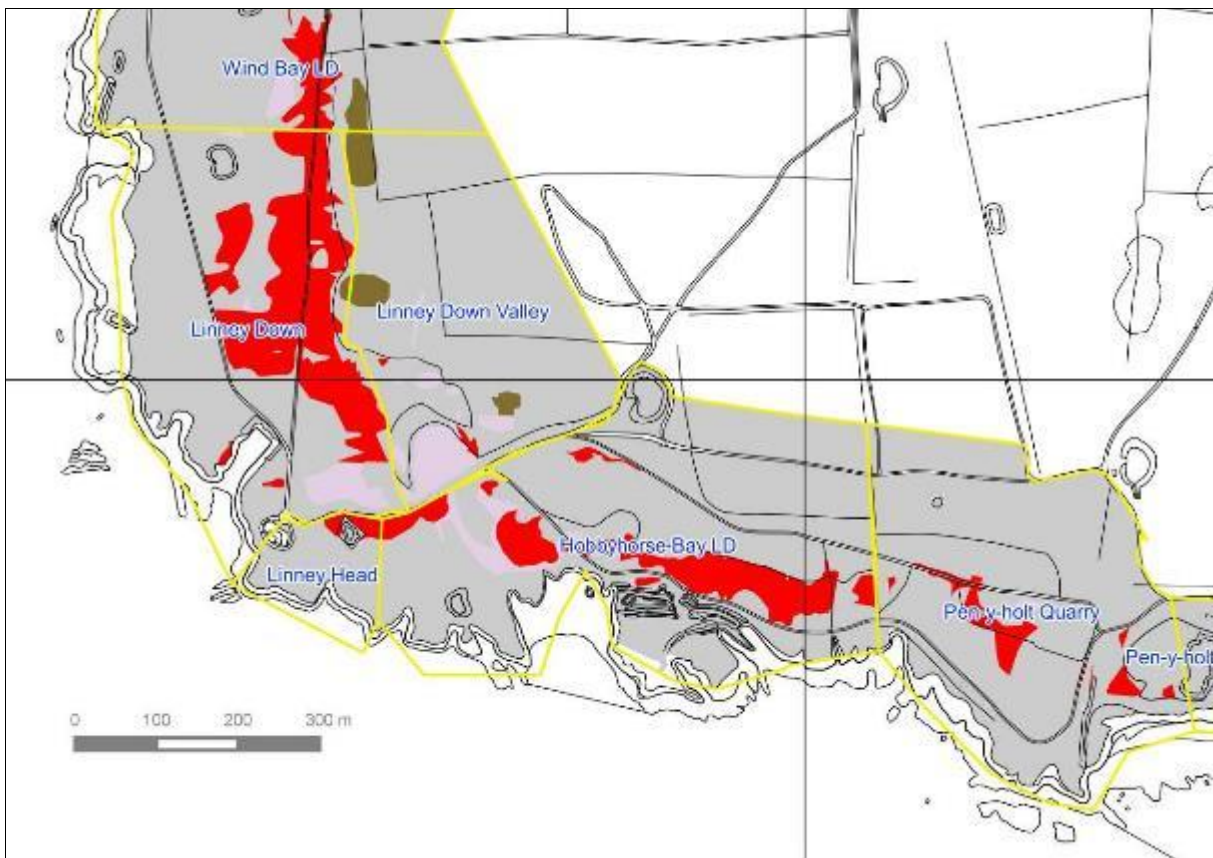 Wind Bay LD
Linney Down Valley
Linney Down
Hobbyhorse-Bay LD
Linney Head
Pen-y-holt Quarry
Pen-y-holt
0 100 200 300 m